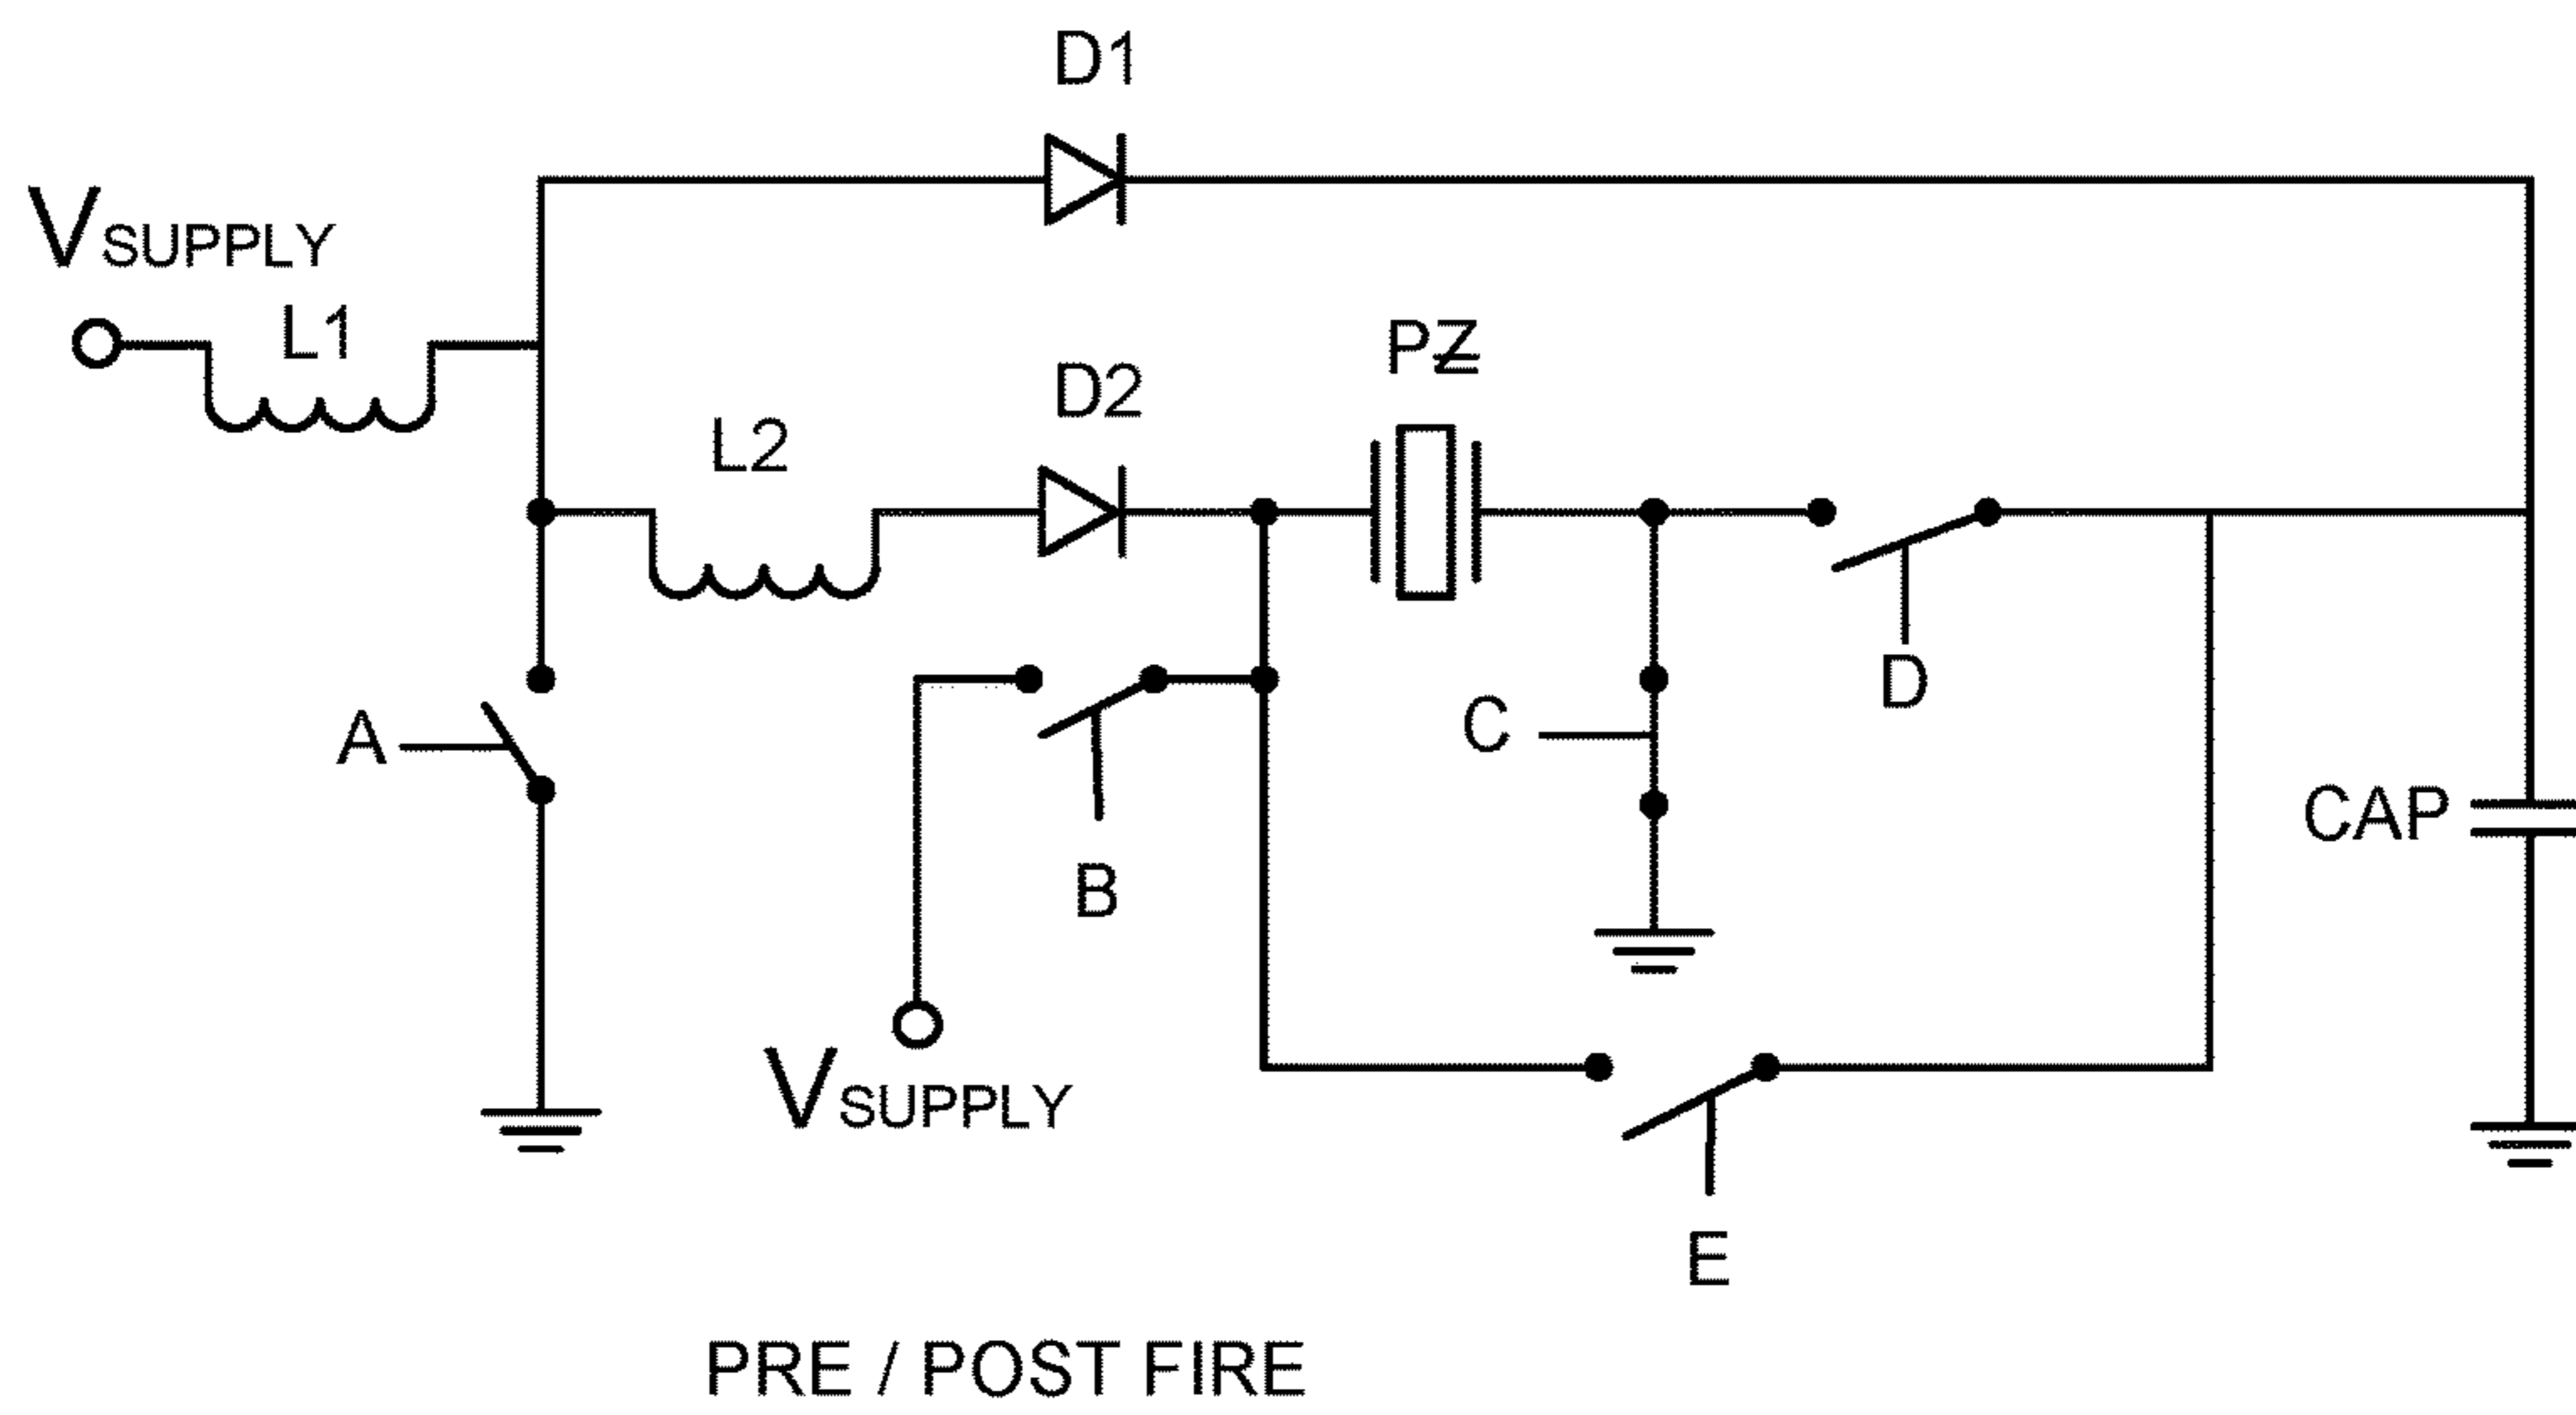 D1
VSUPPLY
L1
PZ
D2
L2
D
C
A
CAP
B
VSUPPLY
E
PRE / POST FIRE